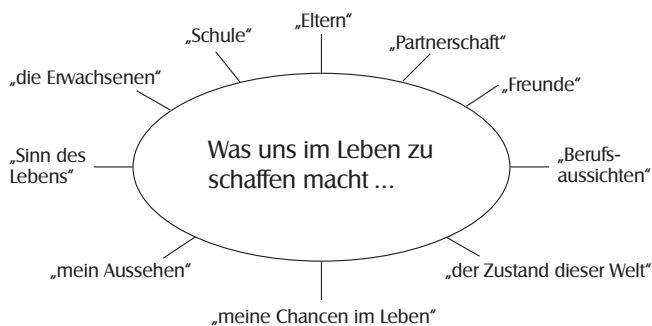 „Eltern“
„Schule“
„Partnerschaft“
„die Erwachsenen“
„Freunde“
Was uns im Leben zu
schaffen macht ...
„Sinn des
Lebens“
„Berufs-
aussichten“
„mein Aussehen“
„der Zustand dieser Welt“
„meine Chancen im Leben“